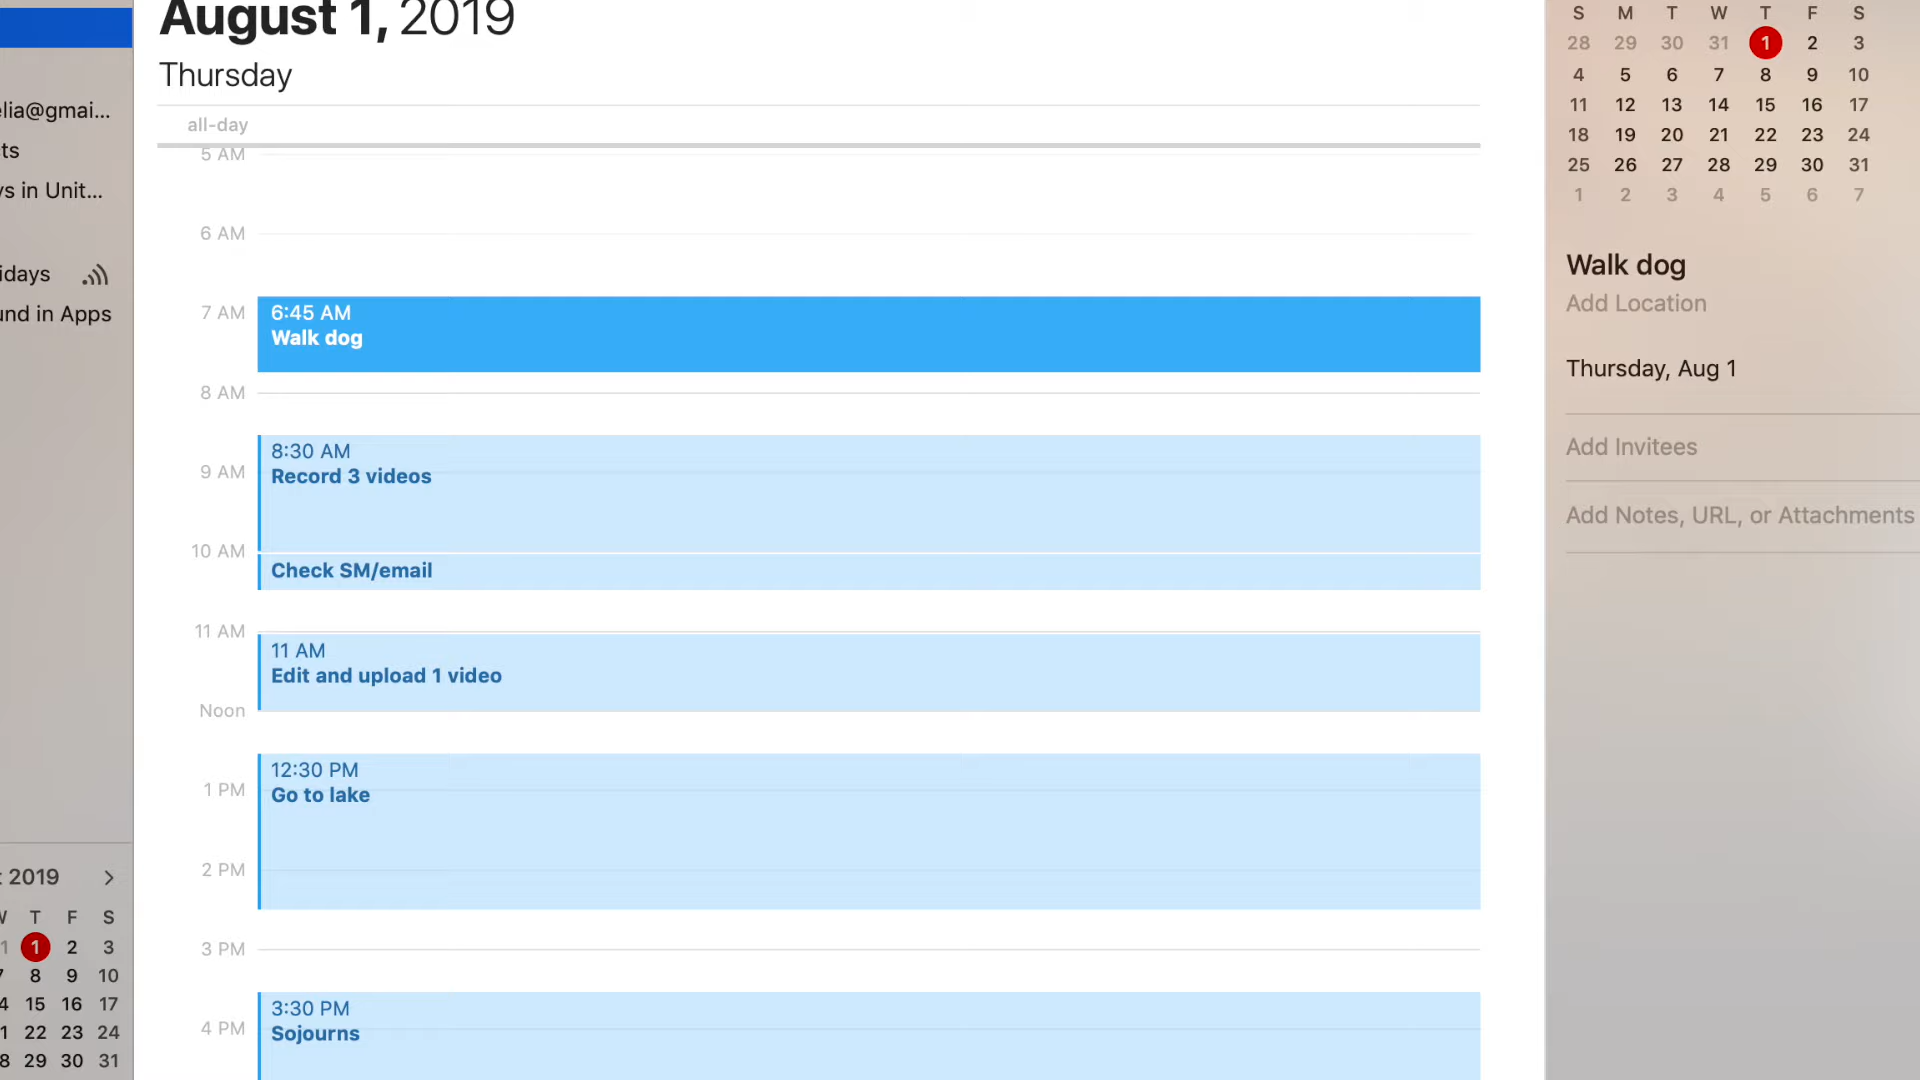 August 1, 2019
Thursday
all-day
5 AM
6 AM
7 AM
8 AM
9 AM
10 AM
11 AM
Noon
1 PM
2 PM
3 PM
4 PM
6:45 AM
Walk dog
8:30 AM
Record 3 videos
Check SM/email
11 AM
Edit and upload 1 video
12:30 PM
Go to lake
3:30 PM
Sojourns
lia@gmai...
ts
s in Unit...
idays
und in Apps
2019
T F S
1 1 2 3
7 8 9 10
4 15 16 17
1 22 23 24
8 29 30 31
S M T W T F S
28 29 30 31 1 2 3
4 5 6 7 8 9 10
11 12 13 14 15 16 17
18 19 20 21 22 23 24
25 26 27 28 29 30 31
1 2 3 4 5 6 7
Walk dog
Add Location
Thursday, Aug 1
Add Invitees
Add Notes, URL, or Attachments